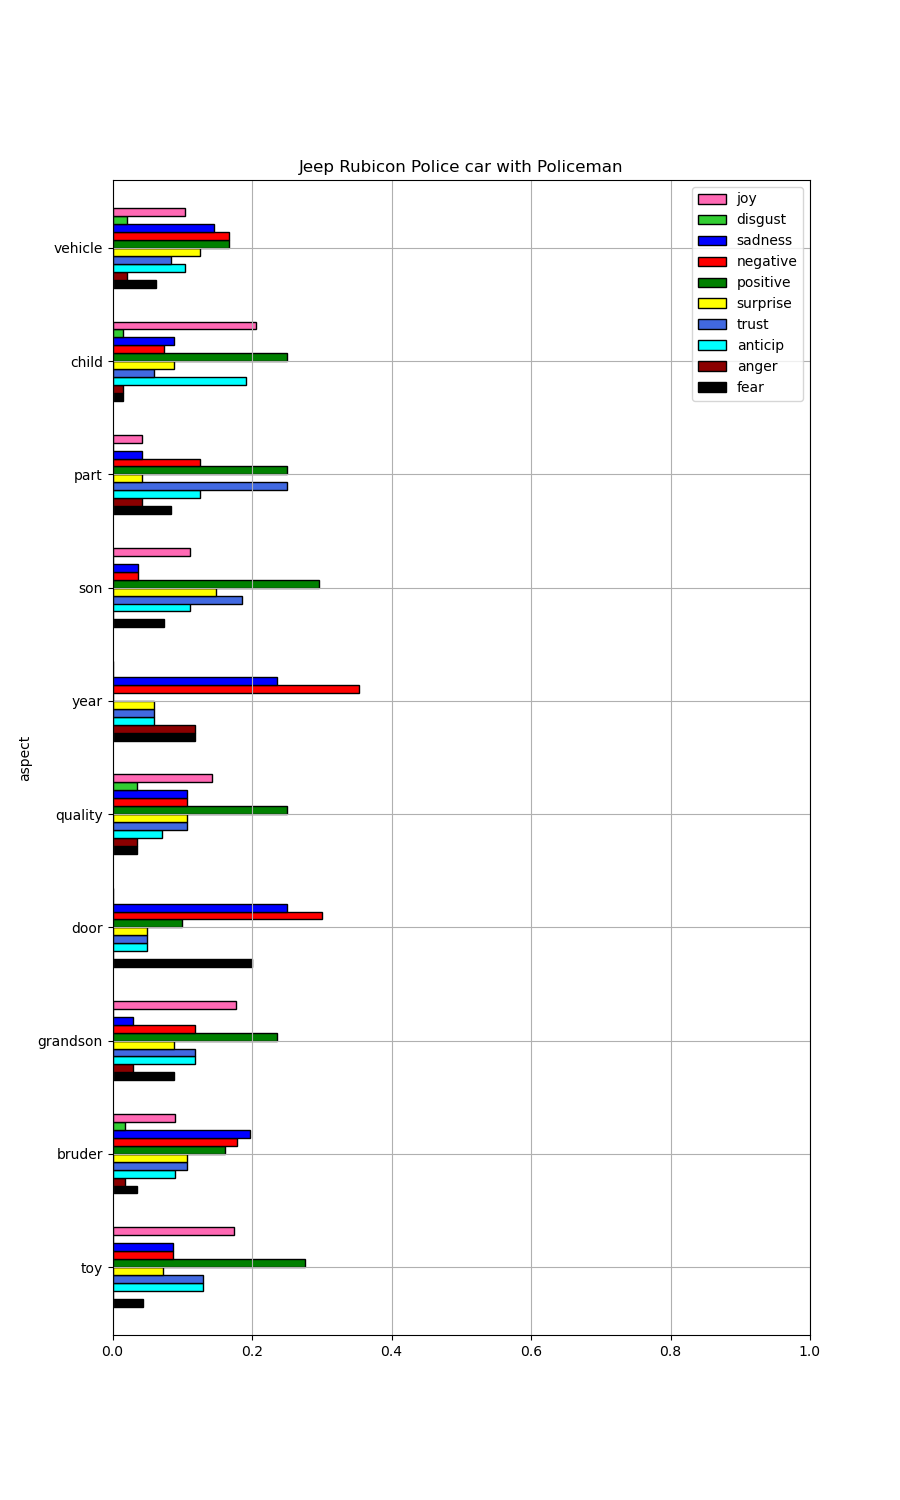 Jeep Rubicon Police car with Policeman
joy
disgust
sadness
negative
positive
surprise
trust
anticip
anger
fear
vehicle
child
part
son
year
quality
door
grandson
bruder
toy
aspect
0.0 0.2 0.4 0.6 0.8 1.0